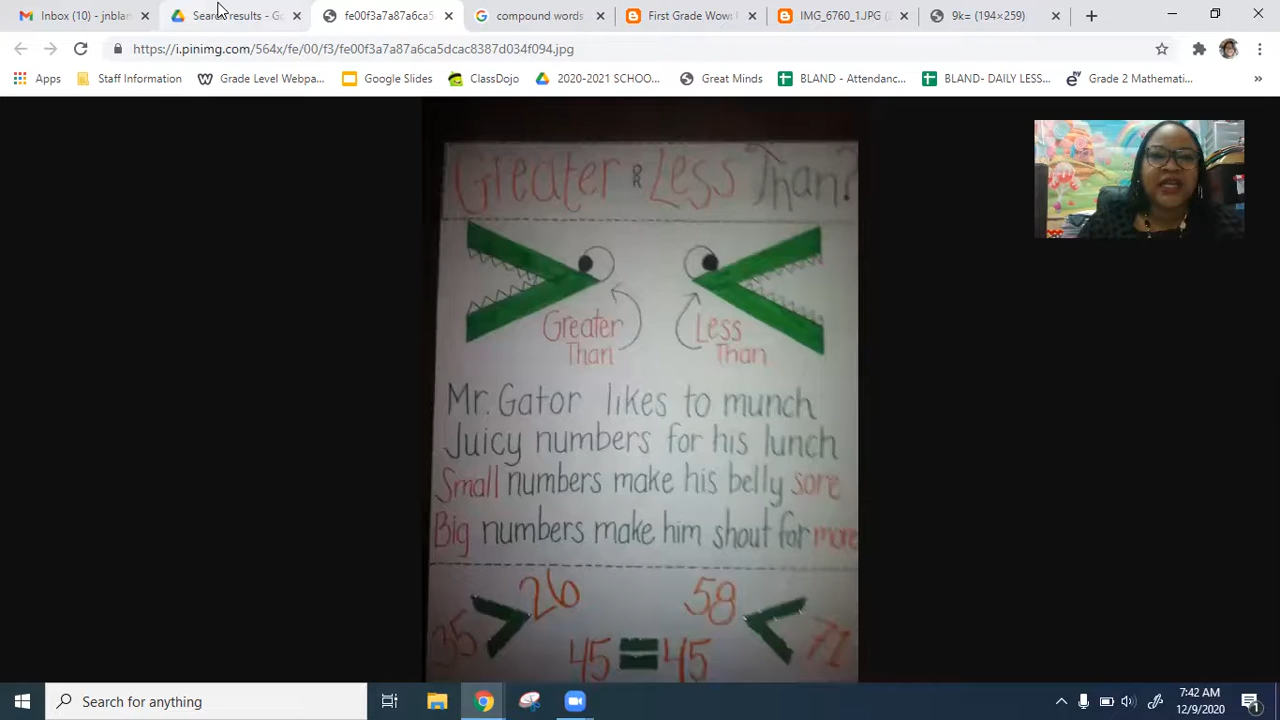 Inbox (10) jnblan
Search results - Go
fe00f3a7a87a6ca5
compound words
First Grade Wow:
IMG_6760_1.JPG (
9k= (194×259)
https://i.pinimg.com/564x/fe/00/f3/fe00f3a7a87a6ca5dcac8387d034f094.jpg
Apps
Staff Information
Grade Level Webpa...
Google Slides
ClassDojo
2020-2021 SCHOO...
Great Minds
BLAND - Attendanc...
BLAND- DAILY LESS...
Grade 2 Mathemati...
»
Greater OR Less Than?
Greater
Than
Less
Than
Mr. Gator likes to munch
Juicy numbers for his lunch
Small numbers make his belly sore
Big numbers make him shout for more
35 > 26
58 < 71
45 = 45
Search for anything
7:42 AM
12/9/2020
1